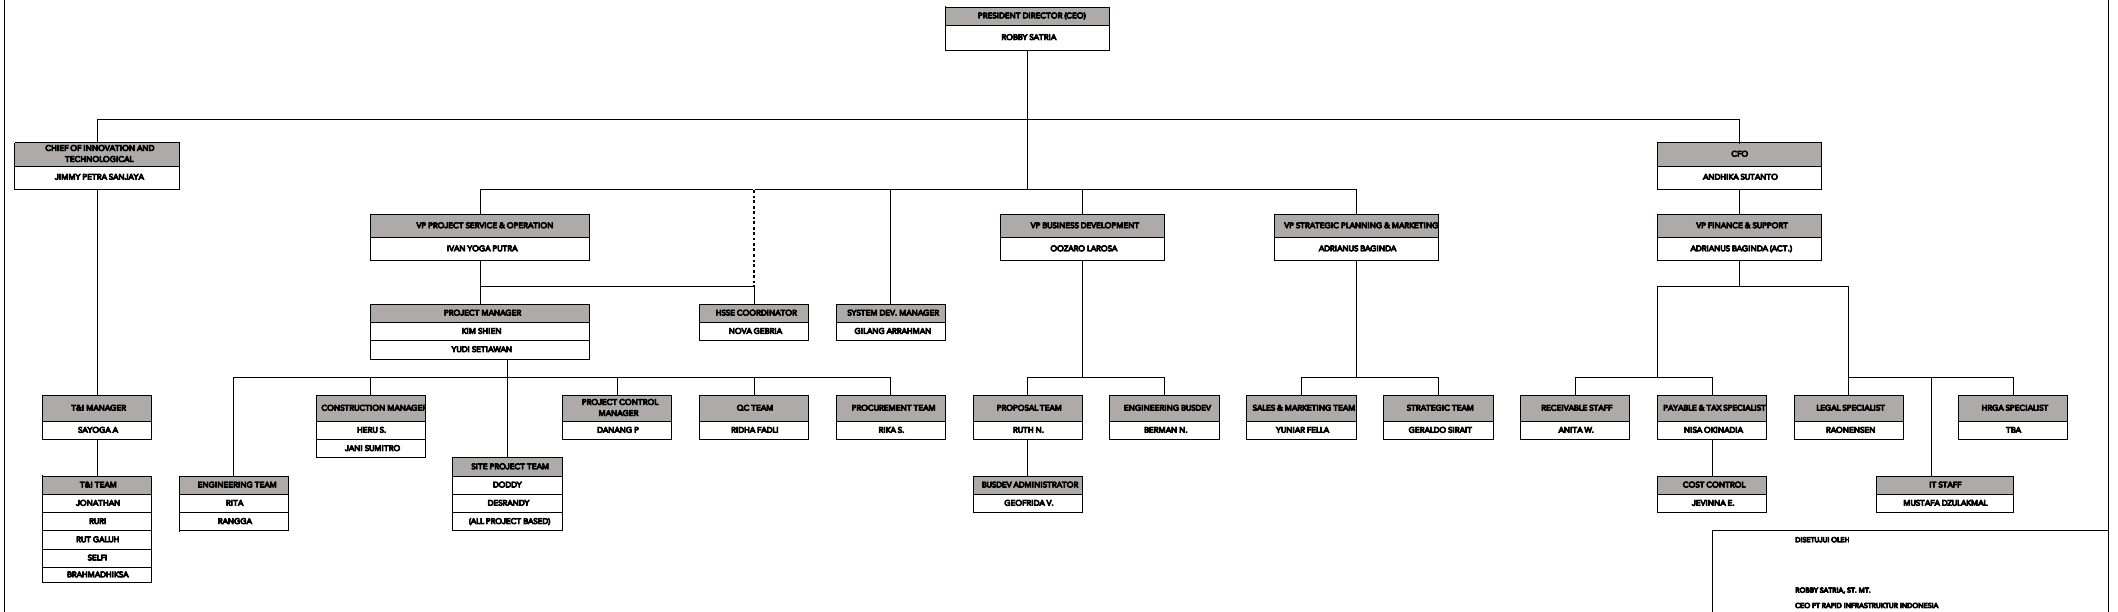 PRESIDENT DIRECTOR (CEO)
ROBBY SATRIA
CHIEF OF INNOVATION AND
TECHNOLOGICAL
JIMMY PETRA SANJAYA
CFO
ANDHIKA SUTANTO
VP PROJECT SERVICE & OPERATION
IVAN YOGA PUTRA
VP BUSINESS DEVELOPMENT
OOZARO LAROSA
VP STRATEGIC PLANNING & MARKETING
ADRIANUS BAGINDA
VP FINANCE & SUPPORT
ADRIANUS BAGINDA (ACT.)
PROJECT MANAGER
KIM SHIEN
YUDI SETIAWAN
HSSE COORDINATOR
NOVA GEBRIA
SYSTEM DEV. MANAGER
GILANG ARRAHMAN
T&I MANAGER
SAYOGA A
CONSTRUCTION MANAGER
HERU S.
JANI SUMITRO
PROJECT CONTROL
MANAGER
DANANG P
QC TEAM
RIDHA FADLI
PROCUREMENT TEAM
RIKA S.
PROPOSAL TEAM
RUTH N.
ENGINEERING BUSDEV
BERMAN N.
SALES & MARKETING TEAM
YUNIAR FELLA
STRATEGIC TEAM
GERALDO SIRAIT
RECEIVABLE STAFF
ANITA W.
PAYABLE & TAX SPECIALIST
NISA OKINADIA
LEGAL SPECIALIST
RAONENSEN
HRGA SPECIALIST
TBA
T&I TEAM
JONATHAN
RURI
RUT GALUH
SELFI
BRAHMADHIKSA
ENGINEERING TEAM
RITA
RANGGA
SITE PROJECT TEAM
DODDY
DESRANDY
(ALL PROJECT BASED)
BUSDEV ADMINISTRATOR
GEOFRIDA V.
COST CONTROL
JEVINNA E.
IT STAFF
MUSTAFA DZULAKMAL
DISETUJUI OLEH
ROBBY SATRIA, ST. MT.
CEO PT RAPID INFRASTRUKTUR INDONESIA